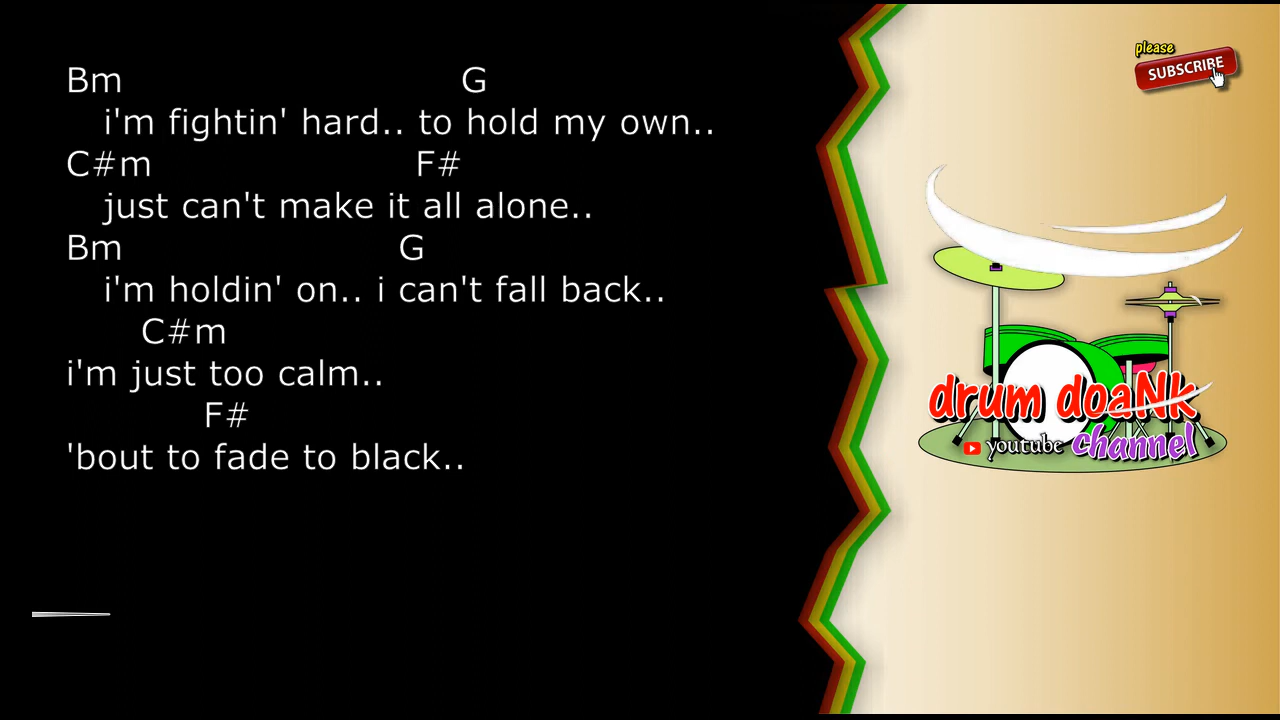 Bm G
i'm fightin' hard.. to hold my own..
C#m F#
just can't make it all alone..
Bm G
i'm holdin' on.. i can't fall back..
C#m
i'm just too calm..
F#
'bout to fade to black..
please
SUBSCRIBE
drum doaNk
youtube channel